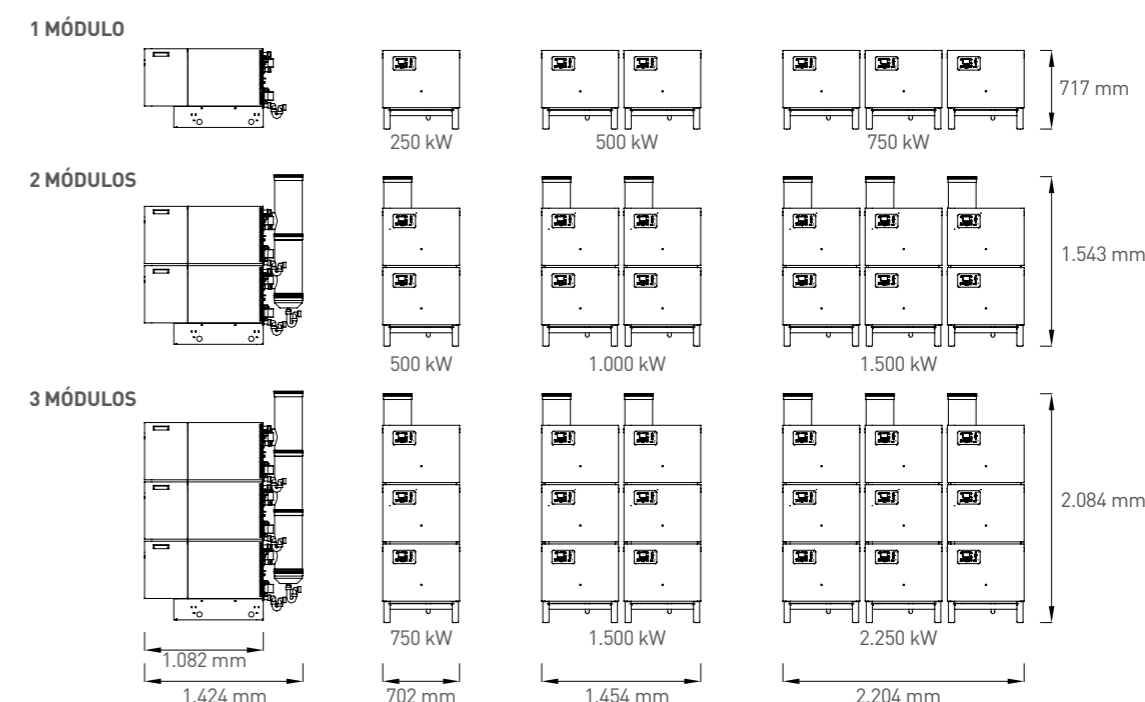 1 MÓDULO
717 mm
250 kW
500 kW
750 kW
2 MÓDULOS
1.543 mm
500 kW
1.000 kW
1.500 kW
3 MÓDULOS
2.084 mm
750 kW
1.500 kW
2.250 kW
1.082 mm
1.424 mm
702 mm
1.454 mm
2.204 mm